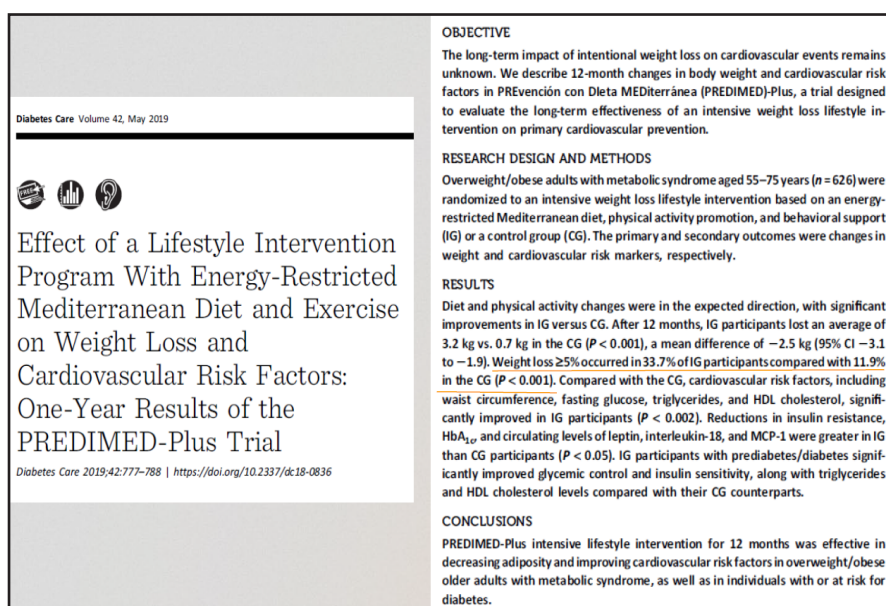 Diabetes Care Volume 42, May 2019
FREE
Effect of a Lifestyle Intervention
Program With Energy-Restricted
Mediterranean Diet and Exercise
on Weight Loss and
Cardiovascular Risk Factors:
One-Year Results of the
PREDIMED-Plus Trial
Diabetes Care 2019;42:777–788 | https://doi.org/10.2337/dc18-0836
OBJECTIVE
The long-term impact of intentional weight loss on cardiovascular events remains
unknown. We describe 12-month changes in body weight and cardiovascular risk
factors in PREvención con DIeta MEDiterránea (PREDIMED)-Plus, a trial designed
to evaluate the long-term effectiveness of an intensive weight loss lifestyle in-
tervention on primary cardiovascular prevention.
RESEARCH DESIGN AND METHODS
Overweight/obese adults with metabolic syndrome aged 55–75 years (n = 626) were
randomized to an intensive weight loss lifestyle intervention based on an energy-
restricted Mediterranean diet, physical activity promotion, and behavioral support
(IG) or a control group (CG). The primary and secondary outcomes were changes in
weight and cardiovascular risk markers, respectively.
RESULTS
Diet and physical activity changes were in the expected direction, with significant
improvements in IG versus CG. After 12 months, IG participants lost an average of
3.2 kg vs. 0.7 kg in the CG (P < 0.001), a mean difference of −2.5 kg (95% CI −3.1
to −1.9). Weight loss ≥5% occurred in 33.7% of IG participants compared with 11.9%
in the CG (P < 0.001). Compared with the CG, cardiovascular risk factors, including
waist circumference, fasting glucose, triglycerides, and HDL cholesterol, signifi-
cantly improved in IG participants (P < 0.002). Reductions in insulin resistance,
HbA1c, and circulating levels of leptin, interleukin-18, and MCP-1 were greater in IG
than CG participants (P < 0.05). IG participants with prediabetes/diabetes signif-
icantly improved glycemic control and insulin sensitivity, along with triglycerides
and HDL cholesterol levels compared with their CG counterparts.
CONCLUSIONS
PREDIMED-Plus intensive lifestyle intervention for 12 months was effective in
decreasing adiposity and improving cardiovascular risk factors in overweight/obese
older adults with metabolic syndrome, as well as in individuals with or at risk for
diabetes.